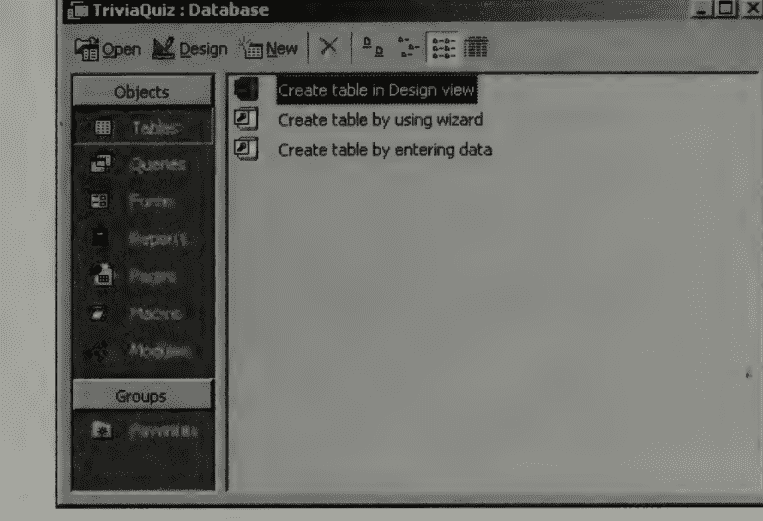 TriviaQuiz : Database
Open Design New
Objects
Create table in Design view
Tables
Create table by using wizard
Queries
Create table by entering data
Forms
Reports
Pages
Macros
Modules
Groups
Favorites